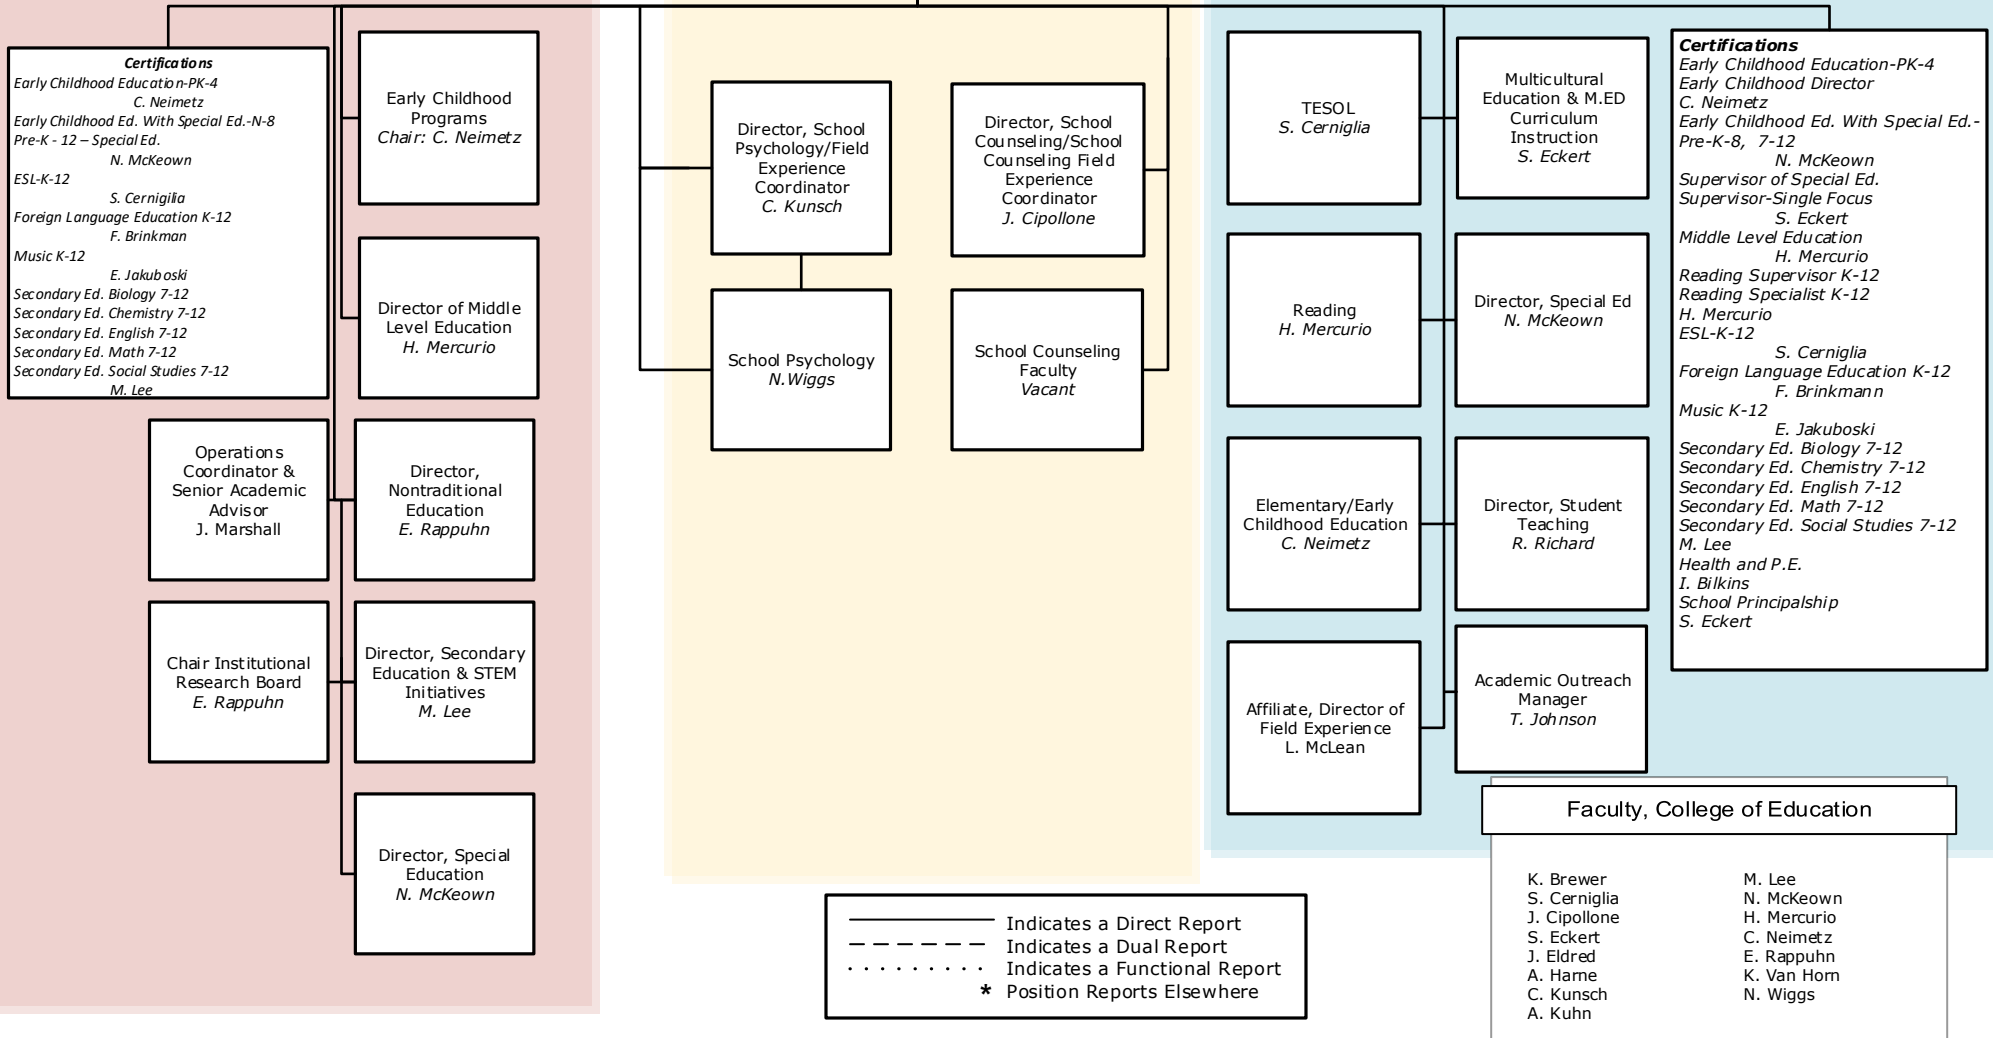 Certifications
Early Childhood Education-PK-4
C. Neimetz
Early Childhood Ed. With Special Ed.-N-8
Pre-K - 12 – Special Ed.
N. McKeown
ESL-K-12
S. Cernigilia
Foreign Language Education K-12
F. Brinkman
Music K-12
E. Jakuboski
Secondary Ed. Biology 7-12
Secondary Ed. Chemistry 7-12
Secondary Ed. English 7-12
Secondary Ed. Math 7-12
Secondary Ed. Social Studies 7-12
M. Lee
Early Childhood
Programs
Chair: C. Neimetz
Director of Middle
Level Education
H. Mercurio
Operations
Coordinator &
Senior Academic
Advisor
J. Marshall
Director,
Nontraditional
Education
E. Rappuhn
Chair Institutional
Research Board
E. Rappuhn
Director, Secondary
Education & STEM
Initiatives
M. Lee
Director, Special
Education
N. McKeown
Director, School
Psychology/Field
Experience
Coordinator
C. Kunsch
Director, School
Counseling/School
Counseling Field
Experience
Coordinator
J. Cipollone
School Psychology
N.Wiggs
School Counseling
Faculty
Vacant
TESOL
S. Cerniglia
Multicultural
Education & M.ED
Curriculum
Instruction
S. Eckert
Reading
H. Mercurio
Director, Special Ed
N. McKeown
Elementary/Early
Childhood Education
C. Neimetz
Director, Student
Teaching
R. Richard
Affiliate, Director of
Field Experience
L. McLean
Academic Outreach
Manager
T. Johnson
Certifications
Early Childhood Education-PK-4
Early Childhood Director
C. Neimetz
Early Childhood Ed. With Special Ed.-
Pre-K-8, 7-12
N. McKeown
Supervisor of Special Ed.
Supervisor-Single Focus
S. Eckert
Middle Level Education
H. Mercurio
Reading Supervisor K-12
Reading Specialist K-12
H. Mercurio
ESL-K-12
S. Cerniglia
Foreign Language Education K-12
F. Brinkmann
Music K-12
E. Jakuboski
Secondary Ed. Biology 7-12
Secondary Ed. Chemistry 7-12
Secondary Ed. English 7-12
Secondary Ed. Math 7-12
Secondary Ed. Social Studies 7-12
M. Lee
Health and P.E.
I. Bilkins
School Principalship
S. Eckert
Indicates a Direct Report
Indicates a Dual Report
Indicates a Functional Report
* Position Reports Elsewhere
Faculty, College of Education
K. Brewer
S. Cerniglia
J. Cipollone
S. Eckert
J. Eldred
A. Harne
C. Kunsch
A. Kuhn
M. Lee
N. McKeown
H. Mercurio
C. Neimetz
E. Rappuhn
K. Van Horn
N. Wiggs